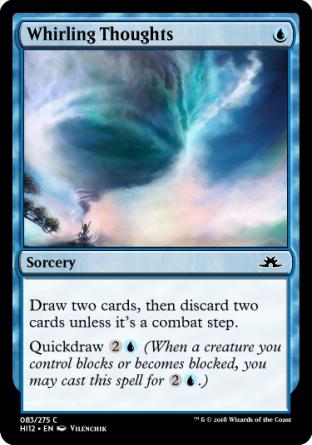 Whirling Thoughts
Sorcery
Draw two cards, then discard two
cards unless it's a combat step.
Quickdraw 2 (When a creature you
control blocks or becomes blocked, you
may cast this spell for 2 .)
083/275 C
HI12 • EN Vilenchik
™ & © 2018 Wizards of the Coast